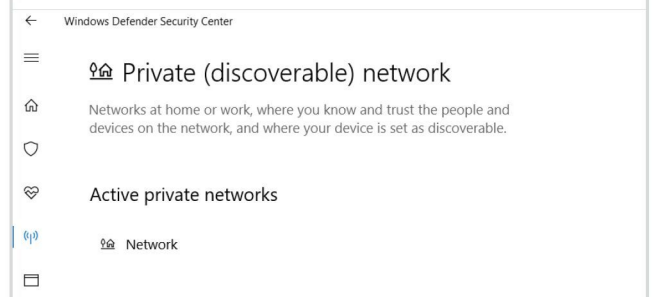 Windows Defender Security Center
Private (discoverable) network
Networks at home or work, where you know and trust the people and
devices on the network, and where your device is set as discoverable.
Active private networks
Network